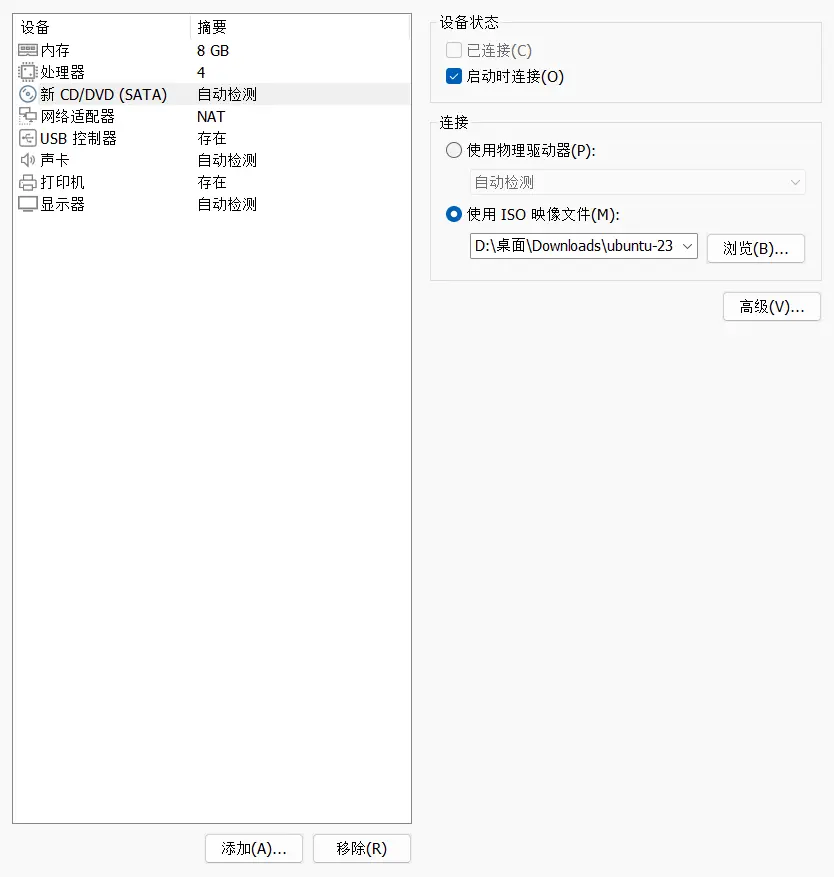 设备 摘要
内存 8 GB
处理器 4
新 CD/DVD (SATA) 自动检测
网络适配器 NAT
USB 控制器 存在
声卡 自动检测
打印机 存在
显示器 自动检测
添加(A)... 移除(R)
设备状态
已连接(C)
启动时连接(O)
连接
使用物理驱动器(P):
自动检测
使用 ISO 映像文件(M):
D:\桌面\Downloads\ubuntu-23 浏览(B)...
高级(V)...